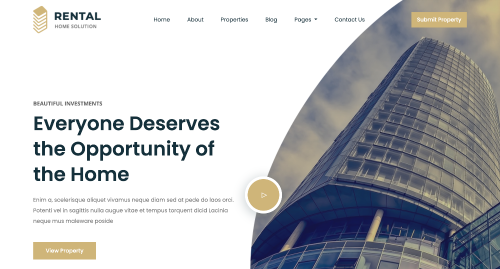 RENTAL
HOME SOLUTION
Home About Properties Blog Pages Contact Us
Submit Property
BEAUTIFUL INVESTMENTS
Everyone Deserves
the Opportunity of
the Home
Enim a, scelerisque aliquet vivamus neque diam sed at pede do laos orci.
Potenti vel in sagittis nulla augue vitae et tempus torquent dicid Lacinia
neque mus malesvare poside
View Property